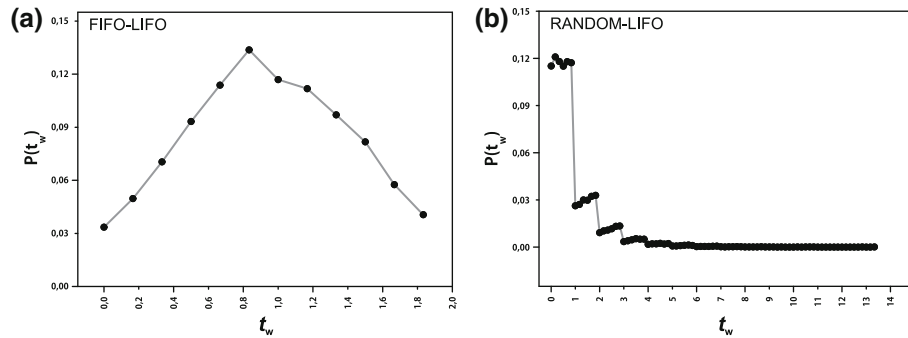 (a)
FIFO-LIFO
0,15
0,12
0,09
0,06
0,03
0,00
P(t_w)
0,0 0,2 0,4 0,6 0,8 1,0 1,2 1,4 1,6 1,8 2,0
t_w
(b)
RANDOM-LIFO
0,15
0,12
0,09
0,06
0,03
0,00
P(t_w)
0 1 2 3 4 5 6 7 8 9 10 11 12 13 14
t_w